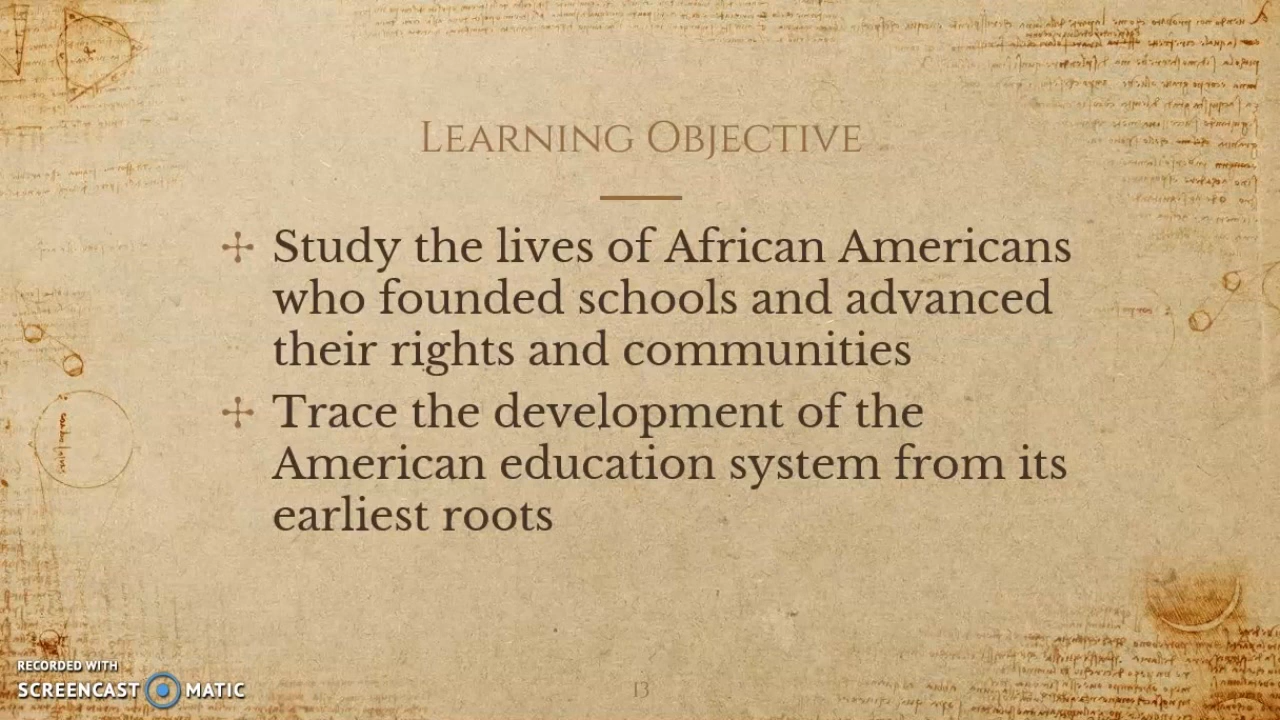 Learning Objective
Study the lives of African Americans
who founded schools and advanced
their rights and communities
Trace the development of the
American education system from its
earliest roots
RECORDED WITH
SCREENCAST MATIC
13